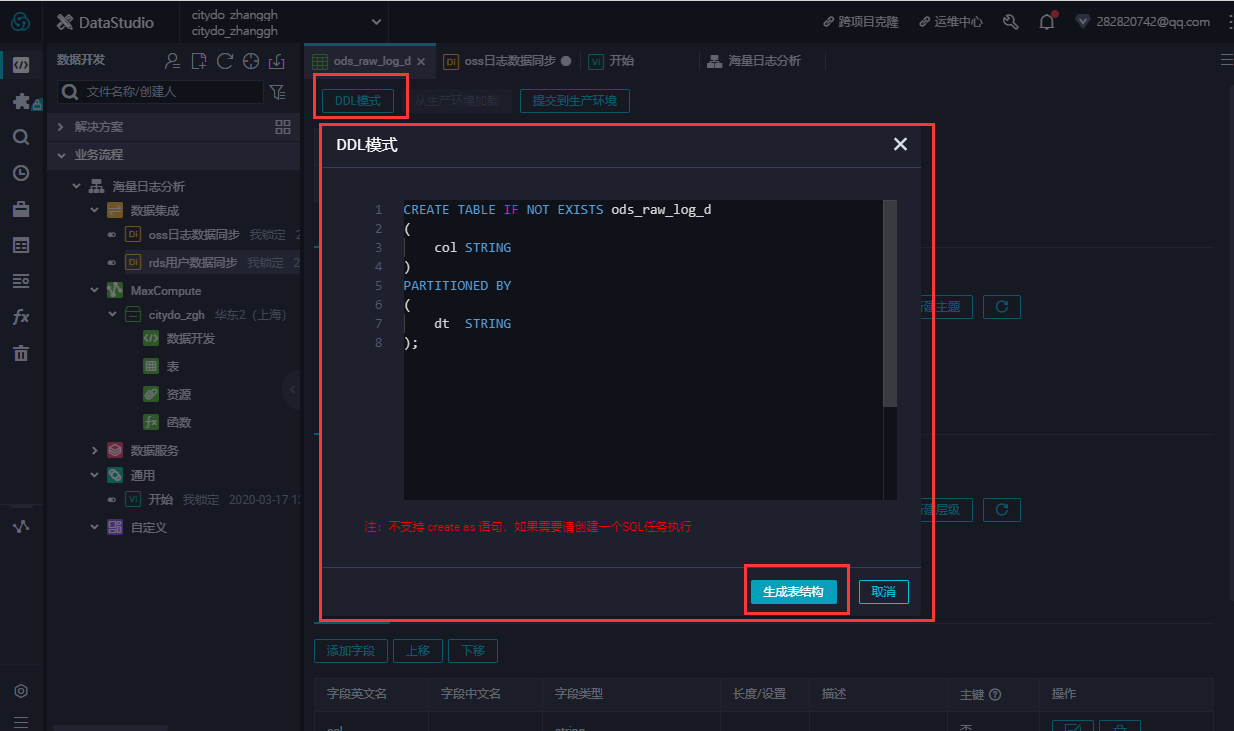 DataStudio
citydo_zhanggh
citydo_zhanggh
跨项目克隆
运维中心
282820742@qq.com
数据开发
文件名称/创建人
解决方案
业务流程
海量日志分析
数据集成
Di oss日志数据同步 我锁定 2
Di rds用户数据同步 我锁定 2
MaxCompute
citydo_zgh 华东2（上海）
数据开发
表
资源
fx 函数
数据服务
通用
VI 开始 我锁定 2020-03-17 1
自定义
fx
ods_raw_log_d
Di oss日志数据同步
VI 开始
海量日志分析
DDL模式
从生产环境加载
提交到生产环境
DDL模式
1 CREATE TABLE IF NOT EXISTS ods_raw_log_d
2 (
3 col STRING
4 )
5 PARTITIONED BY
6 (
7 dt STRING
8 );
注：不支持 create as 语句，如果需要请创建一个SQL任务执行
生成表结构
取消
建主题
建层级
添加字段
上移
下移
字段英文名
字段中文名
字段类型
长度/设置
描述
主键
操作
col
string
否